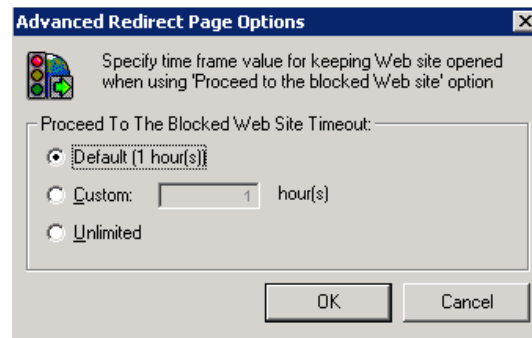 Advanced Redirect Page Options
Specify time frame value for keeping Web site opened
when using 'Proceed to the blocked Web site' option
Proceed To The Blocked Web Site Timeout:
Default (1 hour(s))
Custom: 1 hour(s)
Unlimited
OK Cancel